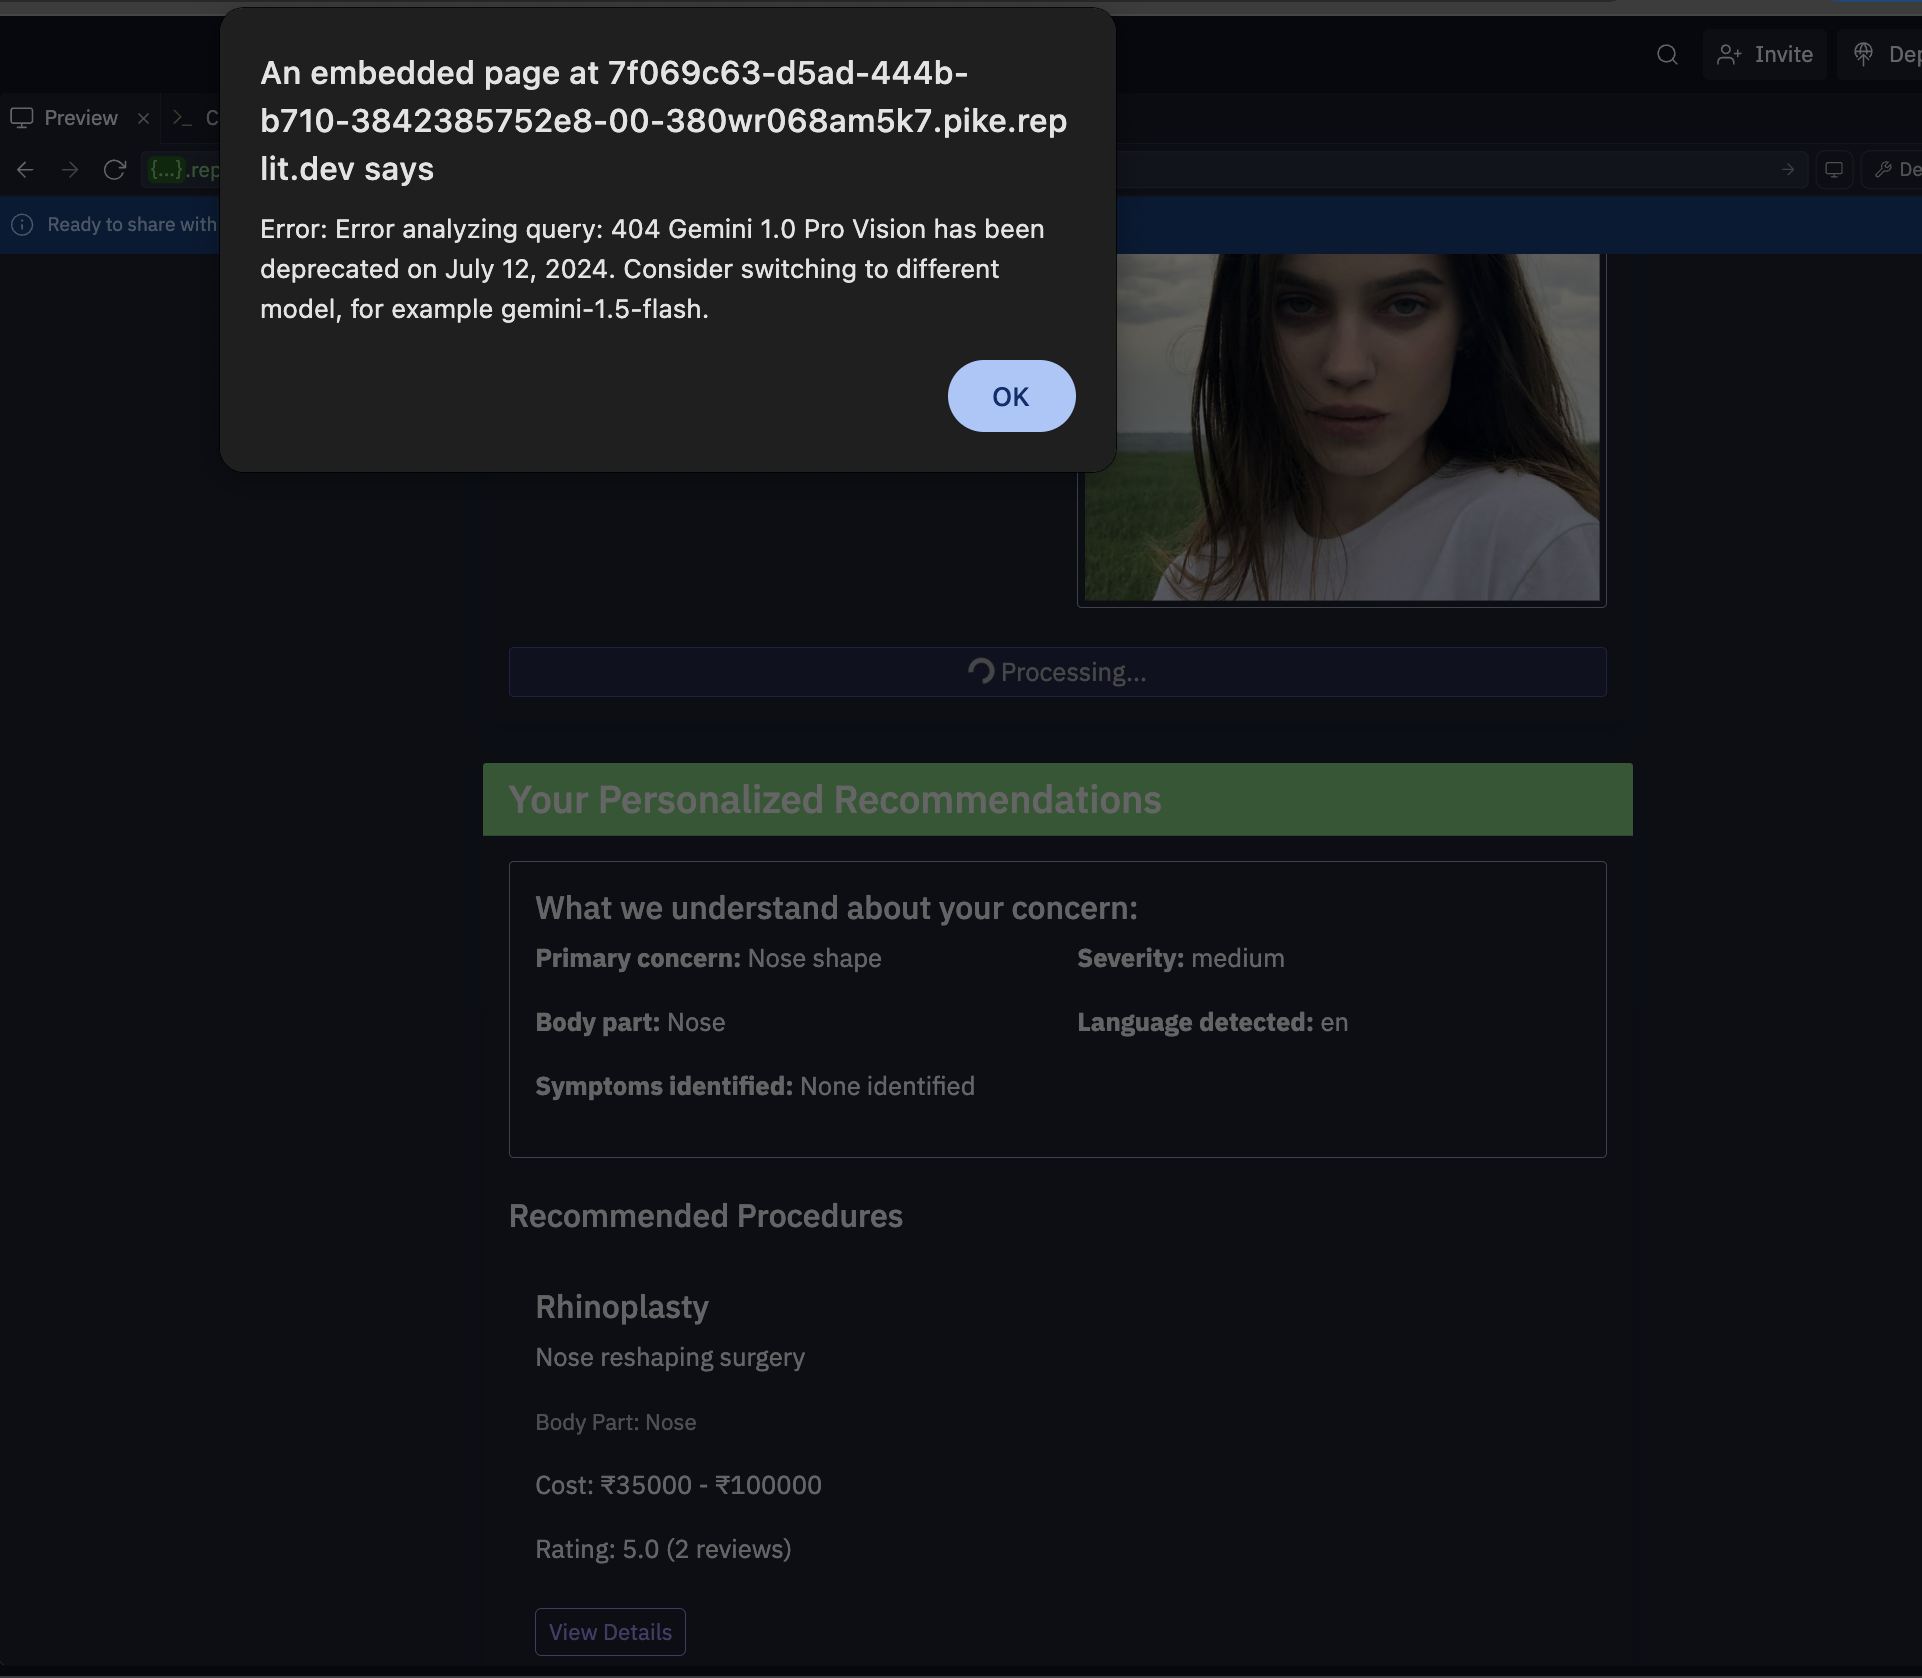 An embedded page at 7f069c63-d5ad-444b-
b710-3842385752e8-00-380wr068am5k7.pike.rep
lit.dev says
Error: Error analyzing query: 404 Gemini 1.0 Pro Vision has been
deprecated on July 12, 2024. Consider switching to different
model, for example gemini-1.5-flash.
OK
Invite
Dep
Preview
C
{...}.rep
De
Ready to share with
Processing...
Your Personalized Recommendations
What we understand about your concern:
Primary concern: Nose shape
Severity: medium
Body part: Nose
Language detected: en
Symptoms identified: None identified
Recommended Procedures
Rhinoplasty
Nose reshaping surgery
Body Part: Nose
Cost: ₹35000 - ₹100000
Rating: 5.0 (2 reviews)
View Details